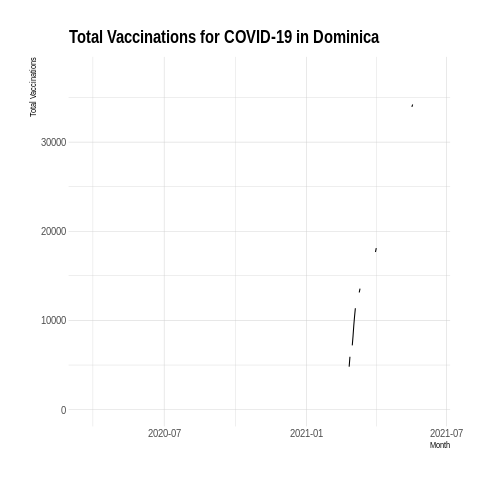 Total Vaccinations for COVID-19 in Dominica
Total Vaccinations
30000
20000
10000
0
2020-07
2021-01
2021-07
Month